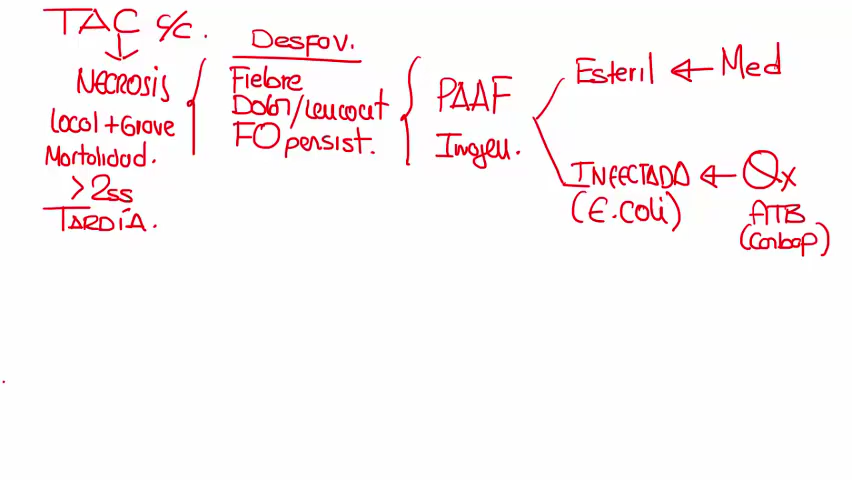 TAC c/c.
NECROSIS
Local + Grave
Mortalidad.
>2ss
TARDÍA.
Desfav.
Fiebre
Dolor/Leucocit
FO persist.
PAAF
Imagen.
Esteril ← Med
INFECTADA ← Qx
(E.coli)
ATB
(Carbap)